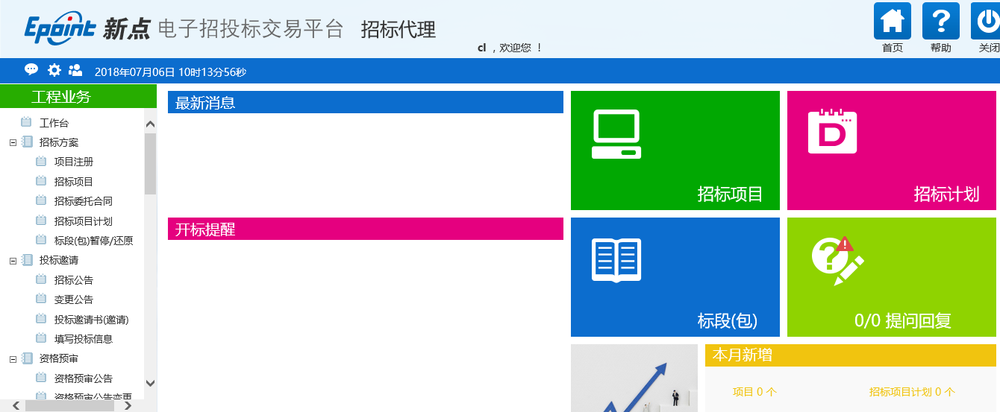 Epoint 新点 电子招投标交易平台 招标代理
cl ，欢迎您 ！
首页 帮助 关闭
2018年07月06日 10时13分56秒
工程业务
工作台
招标方案
项目注册
招标项目
招标委托合同
招标项目计划
标段(包)暂停/还原
投标邀请
招标公告
变更公告
投标邀请书(邀请)
填写投标信息
资格预审
资格预审公告
资格预审公告变更
最新消息
开标提醒
招标项目
D
招标计划
标段(包)
0/0 提问回复
本月新增
项目 0 个
招标项目计划 0 个